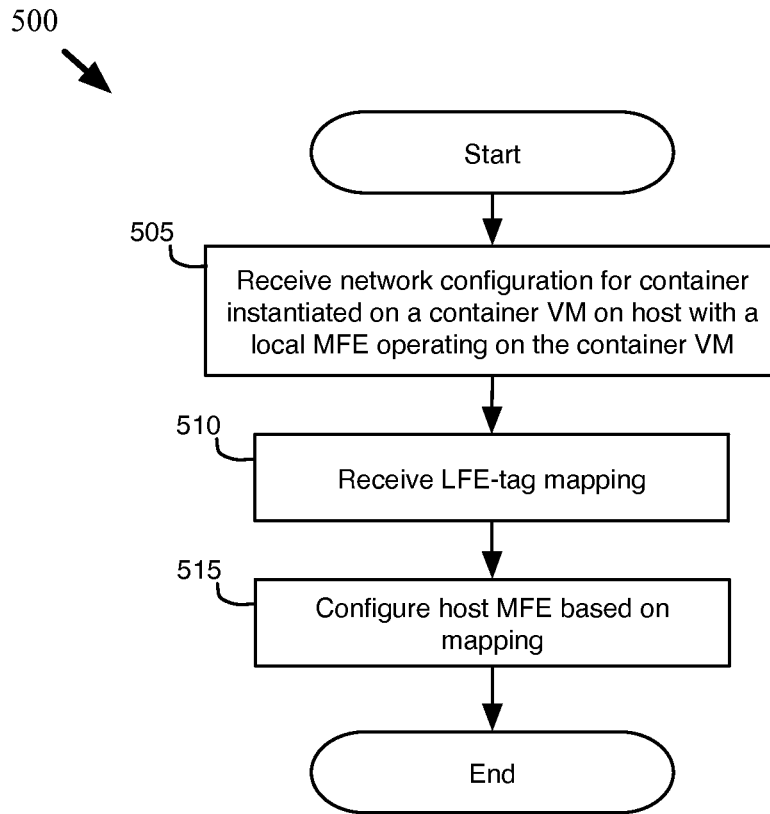 500
Start
505
Receive network configuration for container
instantiated on a container VM on host with a
local MFE operating on the container VM
510
Receive LFE-tag mapping
515
Configure host MFE based on
mapping
End